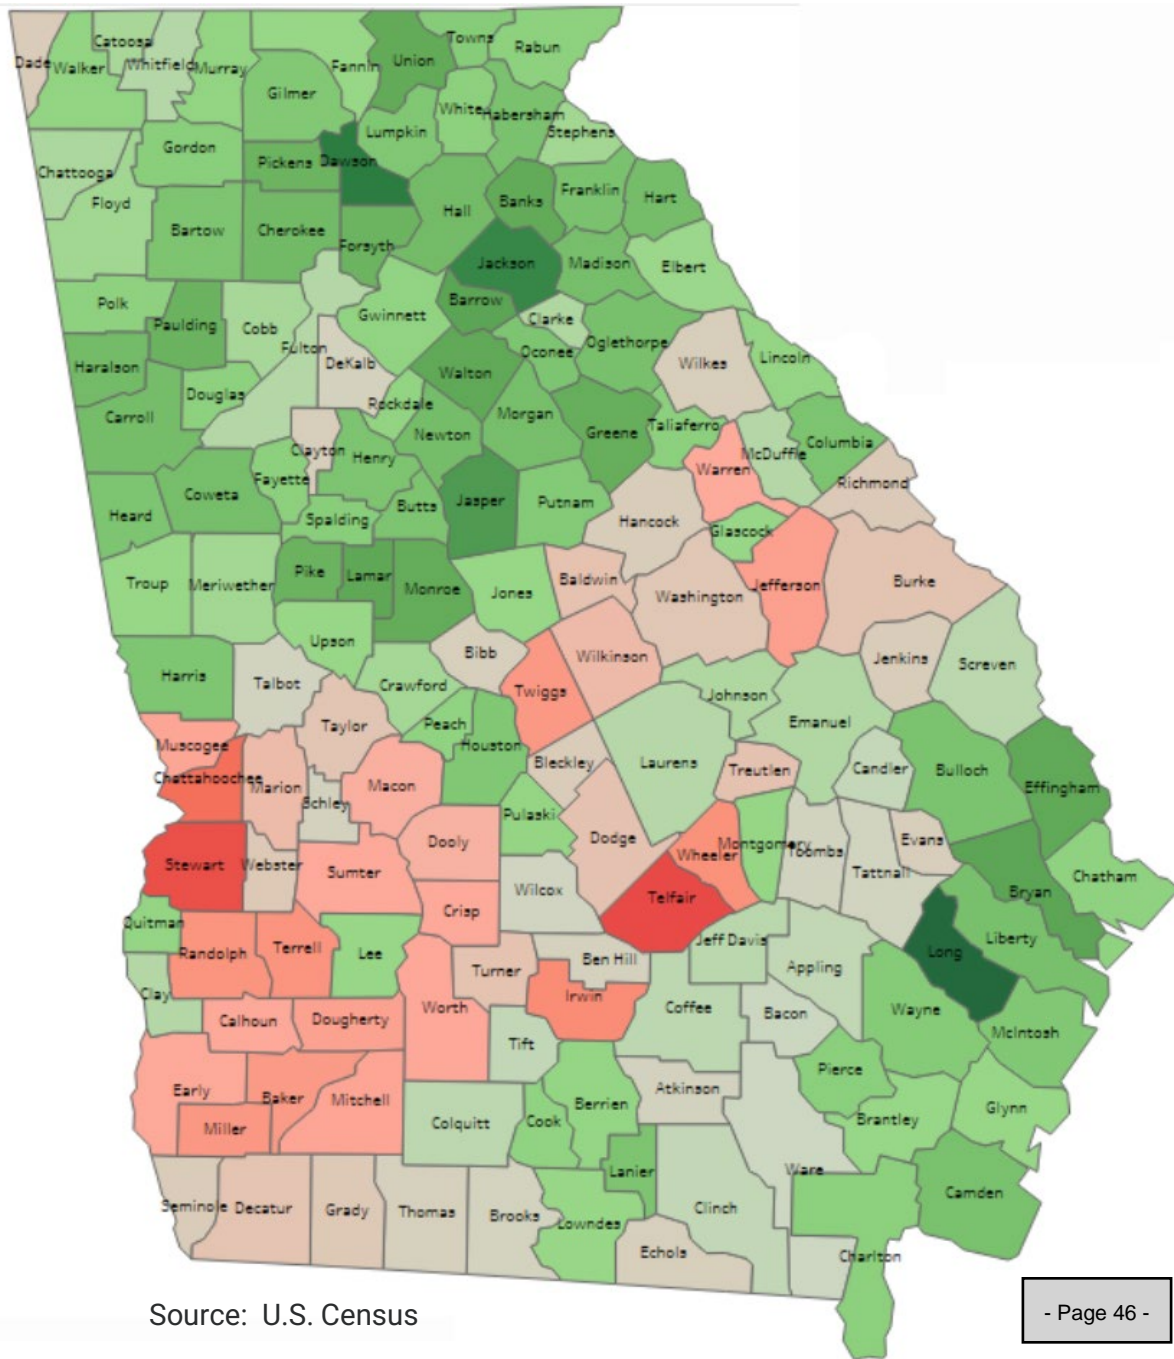 Towns
Catoosa
Rabun
Union
Dade
Walker
Whitfield
Murray
Fannin
Gilmer
White
Habersham
Lumpkin
Stephens
Gordon
Pickens
Dawson
Chattooga
Franklin
Hart
Banks
Floyd
Hall
Bartow
Cherokee
Forsyth
Jackson
Madison
Elbert
Barrow
Polk
Gwinnett
Clarke
Paulding
Cobb
Oglethorpe
Fulton
Oconee
Lincoln
DeKalb
Wilkes
Haralson
Walton
Douglas
Rockdale
Carroll
Morgan
Taliaferro
Newton
Greene
Columbia
Clayton
Henry
McDuffie
Warren
Fayette
Richmond
Coweta
Jasper
Putnam
Butts
Heard
Spalding
Hancock
Glascock
Pike
Lamar
Baldwin
Burke
Troup
Meriwether
Monroe
Jones
Jefferson
Washington
Upson
Bibb
Wilkinson
Jenkins
Screven
Harris
Talbot
Crawford
Twiggs
Johnson
Taylor
Peach
Emanuel
Muscogee
Houston
Bleckley
Laurens
Treutlen
Candler
Bulloch
Chattahoochee
Marion
Macon
Effingham
Schley
Pulaski
Dooly
Dodge
Montgomery
Evans
Toombs
Wheeler
Stewart
Webster
Sumter
Tattnall
Chatham
Wilcox
Bryan
Telfair
Crisp
Quitman
Jeff Davis
Liberty
Randolph
Terrell
Lee
Long
Ben Hill
Turner
Appling
Clay
Irwin
Worth
Coffee
Wayne
Bacon
Calhoun
Dougherty
McIntosh
Tift
Pierce
Early
Baker
Mitchell
Atkinson
Berrien
Glynn
Miller
Colquitt
Cook
Brantley
Lanier
Ware
Camden
Seminole
Decatur
Grady
Thomas
Brooks
Lowndes
Clinch
Echols
Charlton
Source: U.S. Census
- Page 46 -